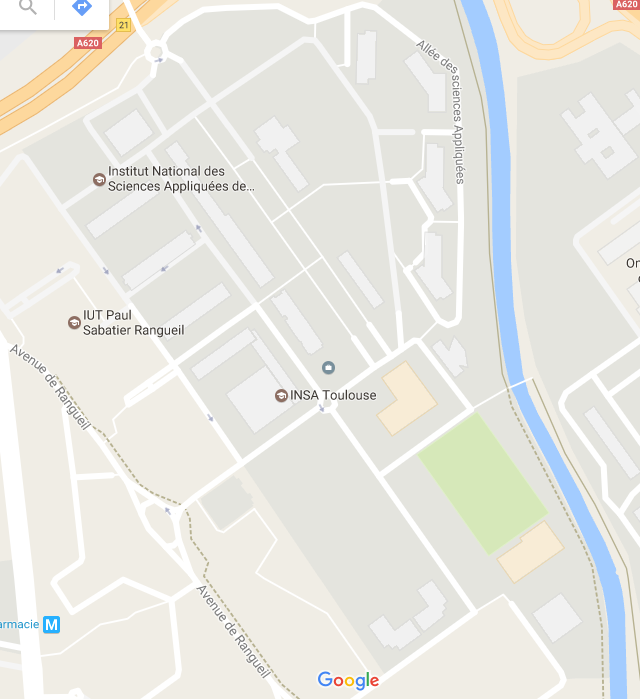 A620
21
A620
Allée des sciences Appliquées
Institut National des
Sciences Appliquées de...
On
IUT Paul
Sabatier Rangueil
Avenue de Rangueil
INSA Toulouse
Avenue de Rangueil
armacie M
Google